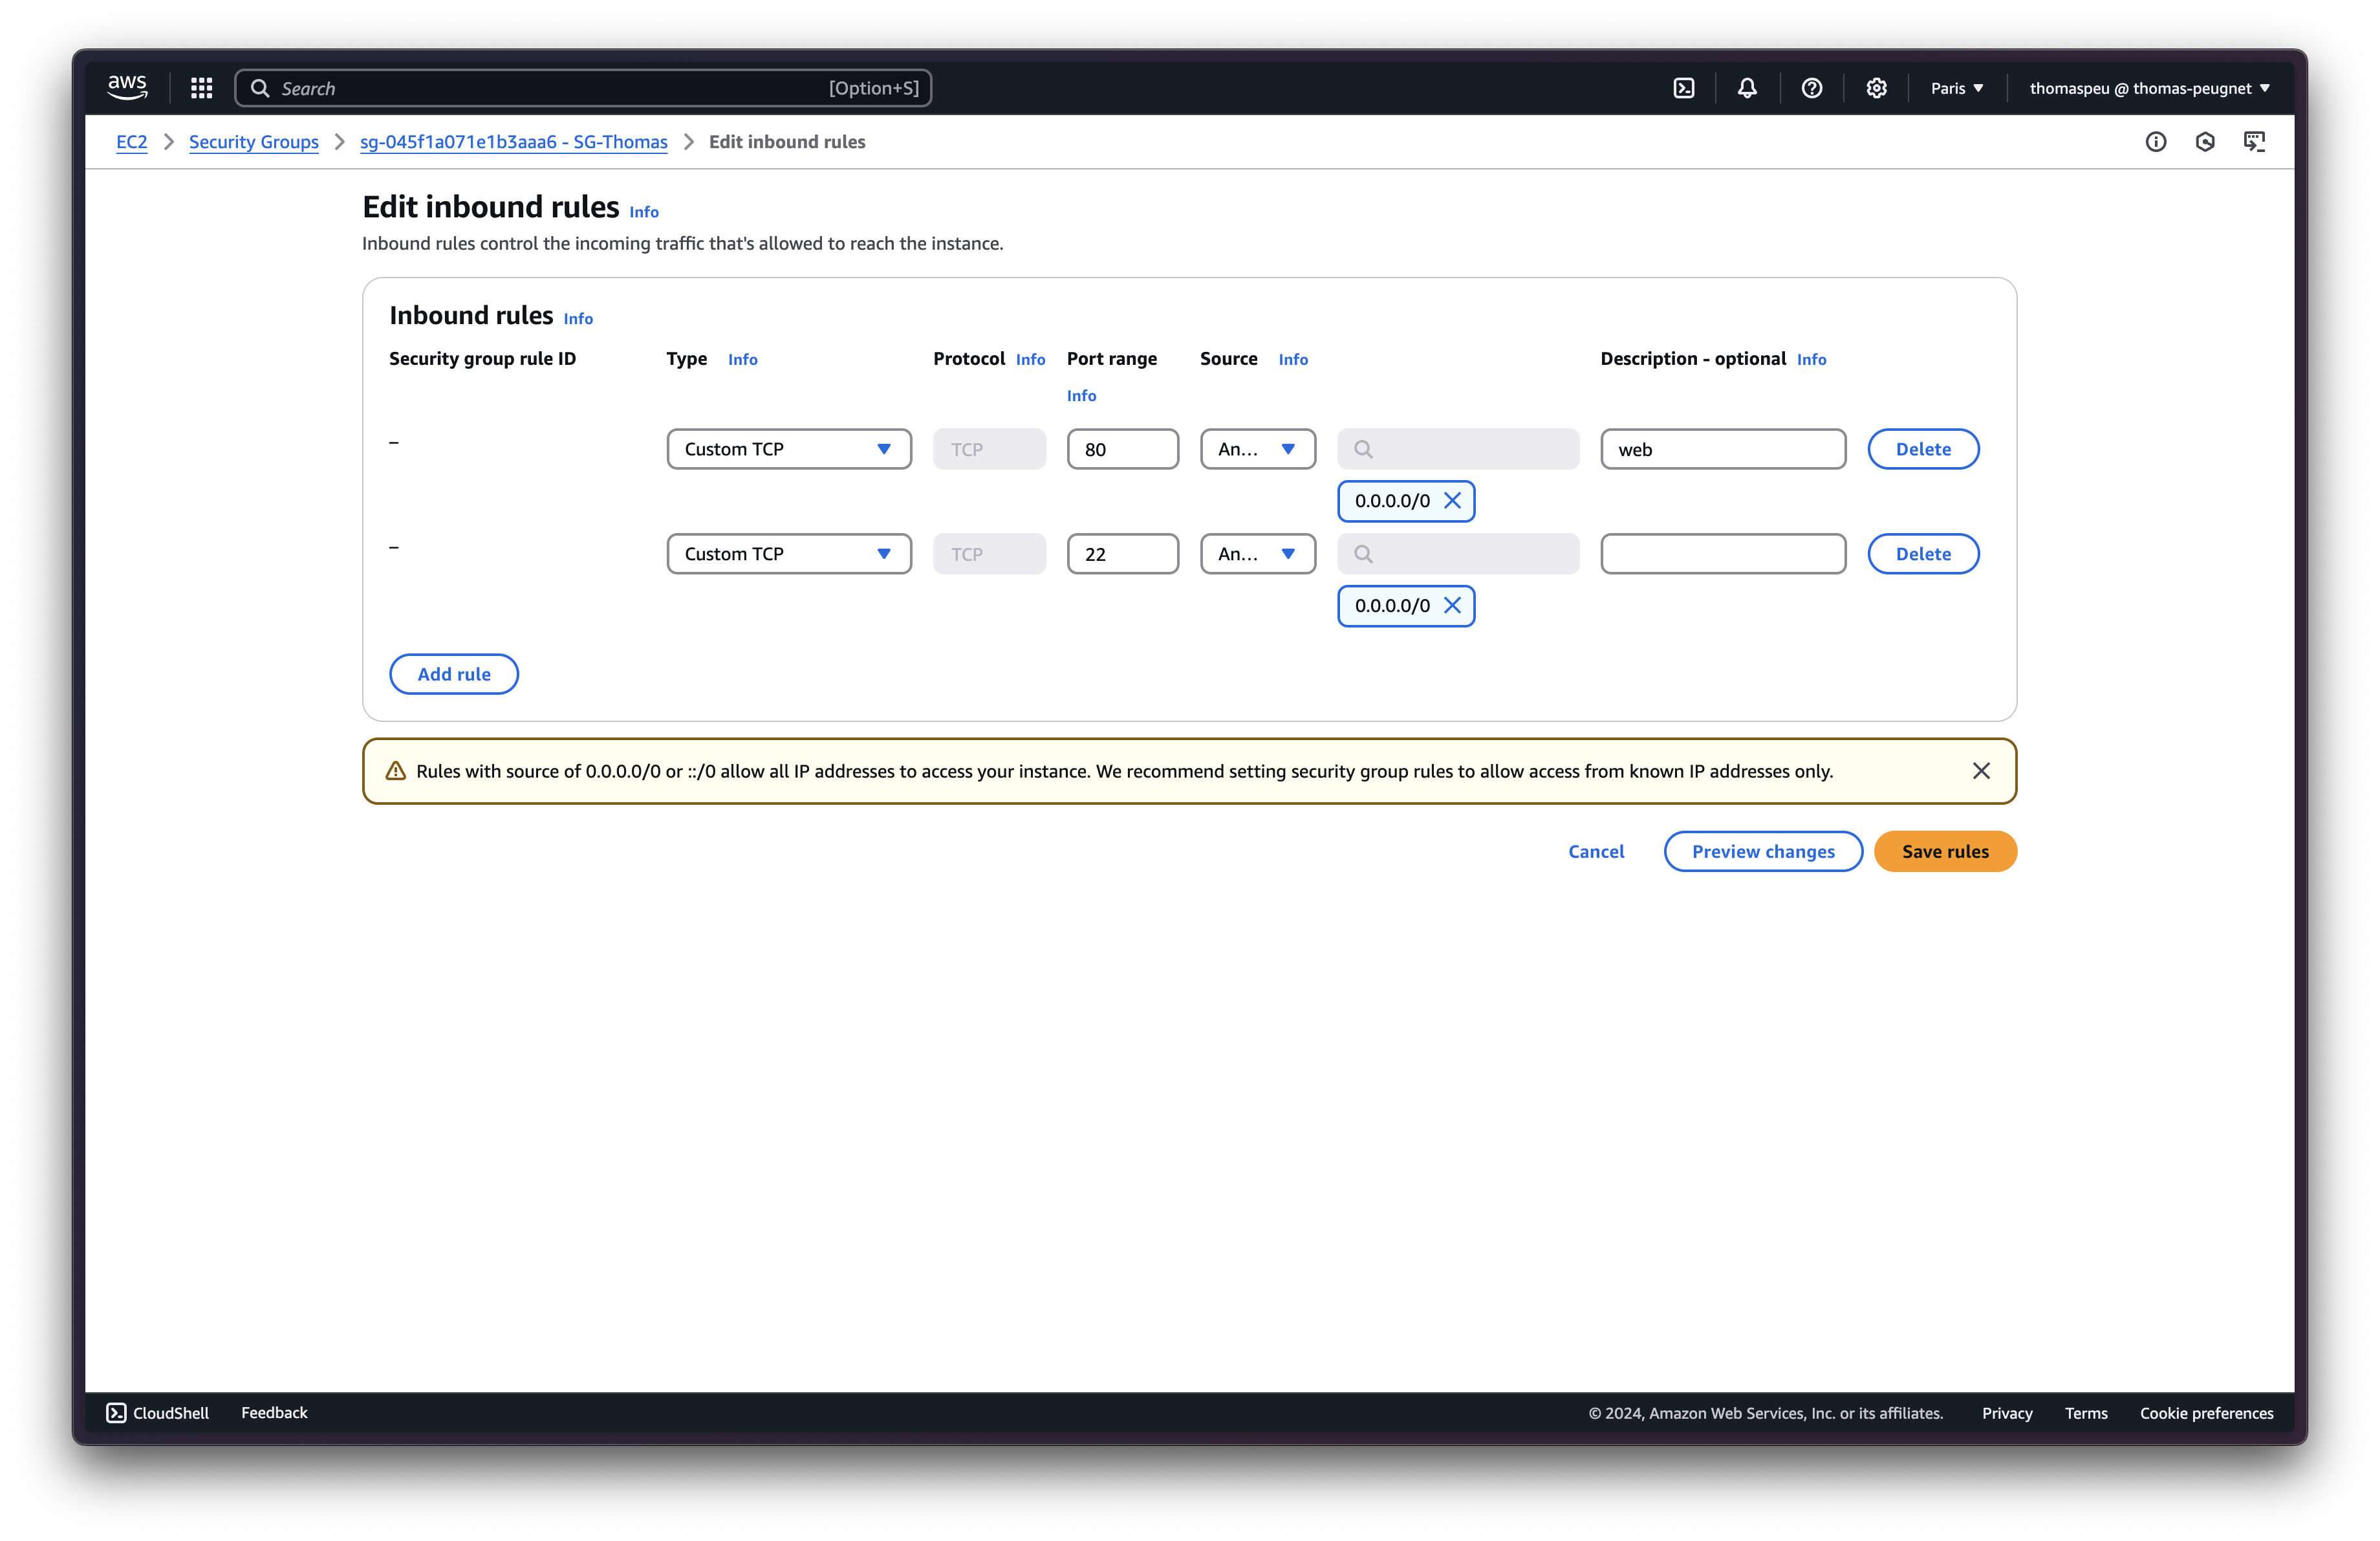 aws Search [Option+S] Paris thomaspeu @ thomas-peugnet
EC2 Security Groups sg-045f1a071e1b3aaa6 - SG-Thomas Edit inbound rules
Edit inbound rules Info
Inbound rules control the incoming traffic that's allowed to reach the instance.
Inbound rules Info
Security group rule ID Type Info Protocol Info Port range Source Info Description - optional Info
Info
– Custom TCP TCP 80 An... web Delete
0.0.0.0/0
– Custom TCP TCP 22 An... Delete
0.0.0.0/0
Add rule
Rules with source of 0.0.0.0/0 or ::/0 allow all IP addresses to access your instance. We recommend setting security group rules to allow access from known IP addresses only.
Cancel Preview changes Save rules
CloudShell Feedback © 2024, Amazon Web Services, Inc. or its affiliates. Privacy Terms Cookie preferences